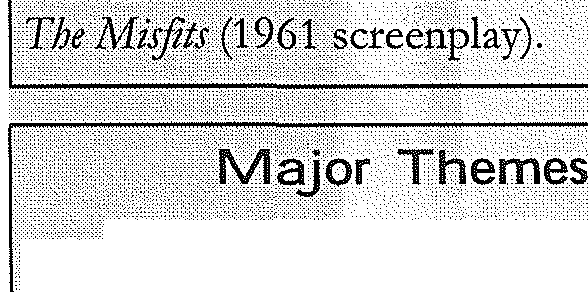 The Misfits (1961 screenplay).
Major Themes